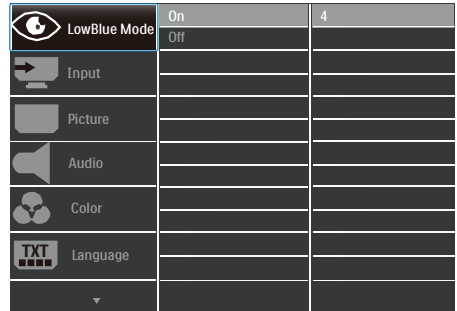 LowBlue Mode
On
4
Off
Input
Picture
Audio
Color
TXT
Language